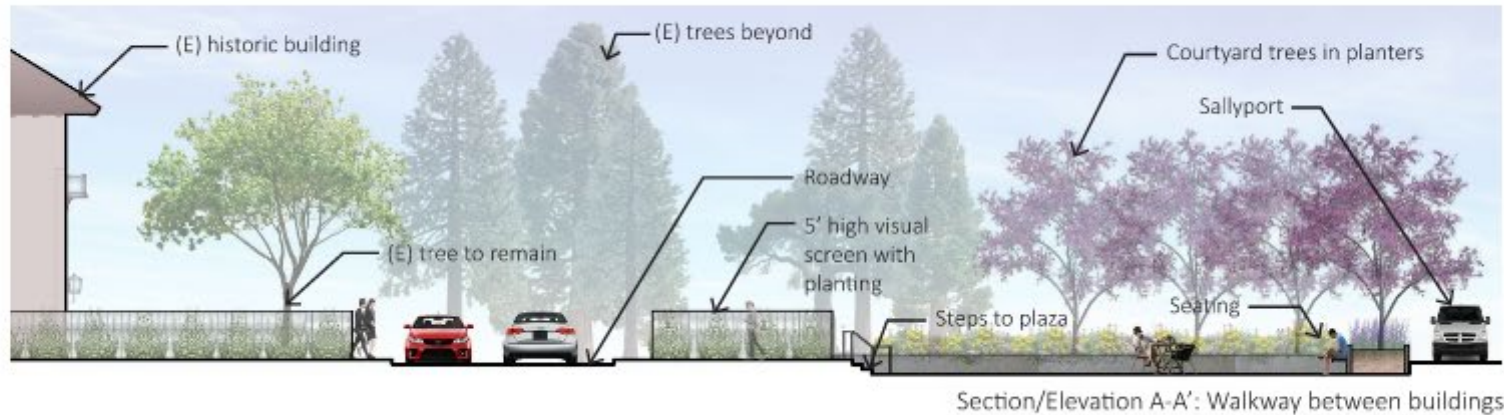 (E) historic building
(E) trees beyond
Courtyard trees in planters
Sallyport
Roadway
5' high visual
screen with
planting
(E) tree to remain
Steps to plaza
Seating
Section/Elevation A-A': Walkway between buildings